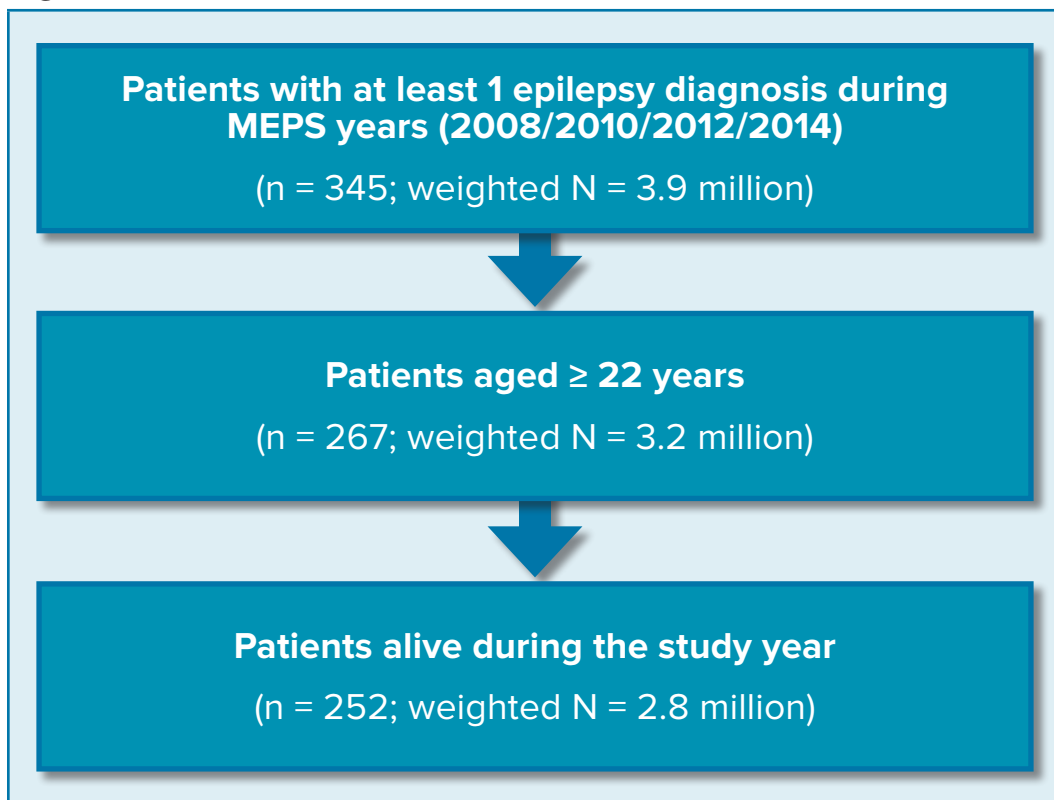 Patients with at least 1 epilepsy diagnosis during
MEPS years (2008/2010/2012/2014)
(n = 345; weighted N = 3.9 million)
Patients aged ≥ 22 years
(n = 267; weighted N = 3.2 million)
Patients alive during the study year
(n = 252; weighted N = 2.8 million)